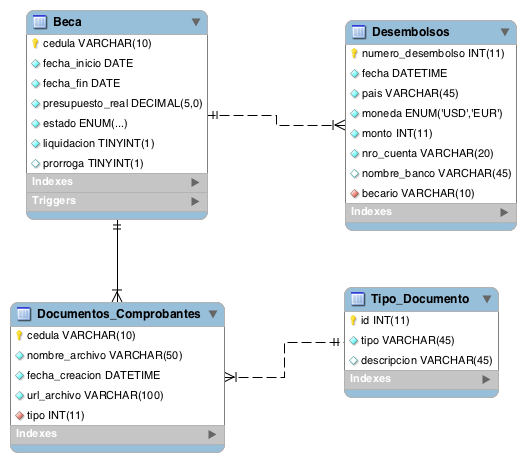 Beca
cedula VARCHAR(10)
fecha_inicio DATE
fecha_fin DATE
presupuesto_real DECIMAL(5,0)
estado ENUM(...)
liquidacion TINYINT(1)
prorroga TINYINT(1)
Indexes
Triggers
Desembolsos
numero_desembolso INT(11)
fecha DATETIME
pais VARCHAR(45)
moneda ENUM('USD','EUR')
monto INT(11)
nro_cuenta VARCHAR(20)
nombre_banco VARCHAR(45)
becario VARCHAR(10)
Indexes
Documentos_Comprobantes
cedula VARCHAR(10)
nombre_archivo VARCHAR(50)
fecha_creacion DATETIME
url_archivo VARCHAR(100)
tipo INT(11)
Indexes
Tipo_Documento
id INT(11)
tipo VARCHAR(45)
descripcion VARCHAR(45)
Indexes